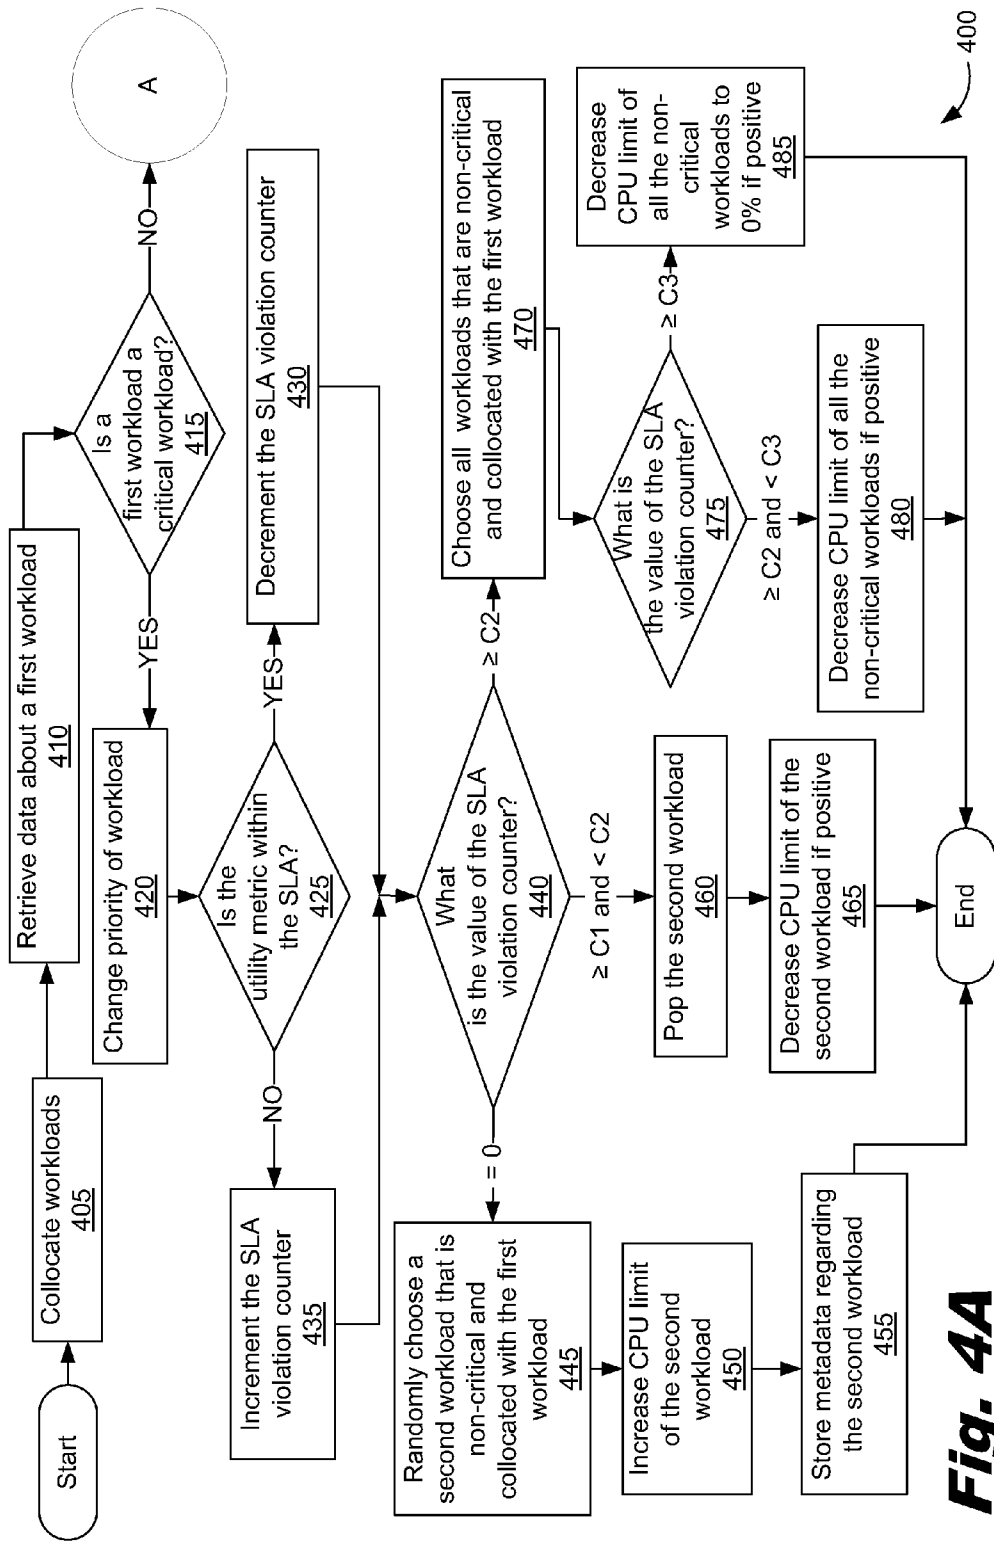 Start
Collocate workloads
405
Retrieve data about a first workload
410
Is a
first workload a
critical workload?
415
NO
A
YES
Change priority of workload
420
Is the
utility metric within
the SLA?
425
YES
Decrement the SLA violation counter
430
NO
Increment the SLA
violation counter
435
What
is the value of the SLA
violation counter?
440
= 0
Randomly choose a
second workload that is
non-critical and
collocated with the first
workload
445
Increase CPU limit
of the second
workload
450
Store metadata regarding
the second workload
455
≥ C1 and < C2
Pop the second workload
460
Decrease CPU limit of the
second workload if positive
465
≥ C2
Choose all workloads that are non-critical
and collocated with the first workload
470
What is
the value of the SLA
violation counter?
475
≥ C2 and < C3
Decrease CPU limit of all the
non-critical workloads if positive
480
≥ C3
Decrease
CPU limit of
all the non-
critical
workloads to
0% if positive
485
End
400
Fig. 4A